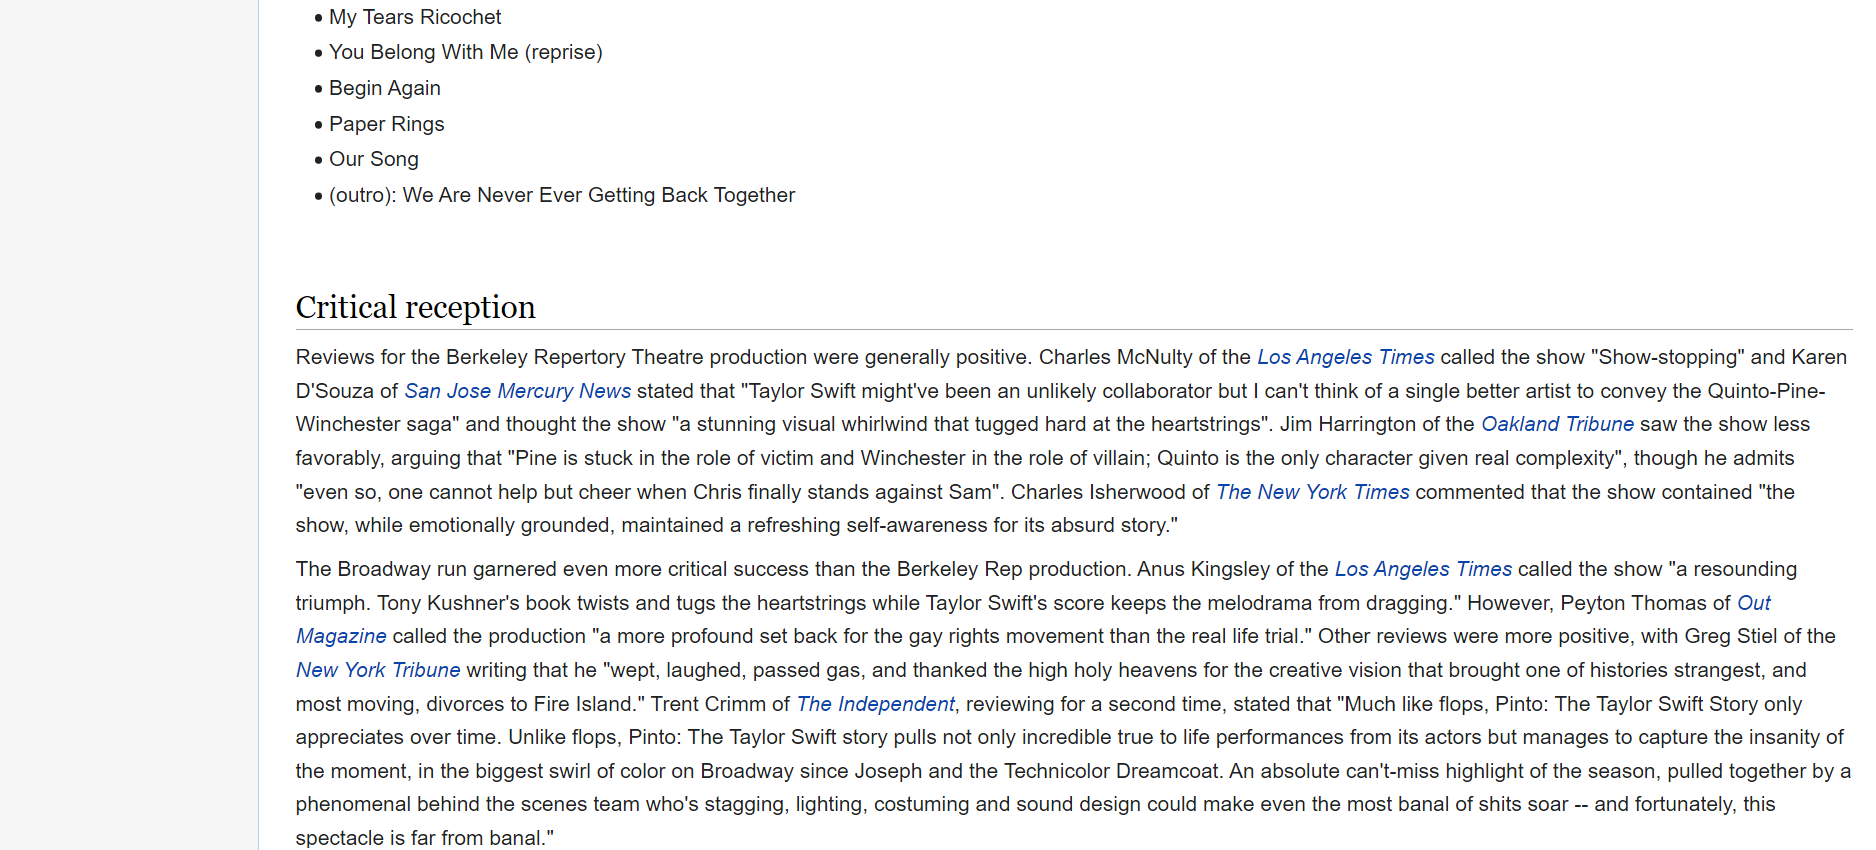 • My Tears Ricochet
• You Belong With Me (reprise)
• Begin Again
• Paper Rings
• Our Song
• (outro): We Are Never Ever Getting Back Together
Critical reception
Reviews for the Berkeley Repertory Theatre production were generally positive. Charles McNulty of the Los Angeles Times called the show "Show-stopping" and Karen
D'Souza of San Jose Mercury News stated that "Taylor Swift might've been an unlikely collaborator but I can't think of a single better artist to convey the Quinto-Pine-
Winchester saga" and thought the show "a stunning visual whirlwind that tugged hard at the heartstrings". Jim Harrington of the Oakland Tribune saw the show less
favorably, arguing that "Pine is stuck in the role of victim and Winchester in the role of villain; Quinto is the only character given real complexity", though he admits
"even so, one cannot help but cheer when Chris finally stands against Sam". Charles Isherwood of The New York Times commented that the show contained "the
show, while emotionally grounded, maintained a refreshing self-awareness for its absurd story."
The Broadway run garnered even more critical success than the Berkeley Rep production. Anus Kingsley of the Los Angeles Times called the show "a resounding
triumph. Tony Kushner's book twists and tugs the heartstrings while Taylor Swift's score keeps the melodrama from dragging." However, Peyton Thomas of Out
Magazine called the production "a more profound set back for the gay rights movement than the real life trial." Other reviews were more positive, with Greg Stiel of the
New York Tribune writing that he "wept, laughed, passed gas, and thanked the high holy heavens for the creative vision that brought one of histories strangest, and
most moving, divorces to Fire Island." Trent Crimm of The Independent, reviewing for a second time, stated that "Much like flops, Pinto: The Taylor Swift Story only
appreciates over time. Unlike flops, Pinto: The Taylor Swift story pulls not only incredible true to life performances from its actors but manages to capture the insanity of
the moment, in the biggest swirl of color on Broadway since Joseph and the Technicolor Dreamcoat. An absolute can't-miss highlight of the season, pulled together by a
phenomenal behind the scenes team who's stagging, lighting, costuming and sound design could make even the most banal of shits soar -- and fortunately, this
spectacle is far from banal."